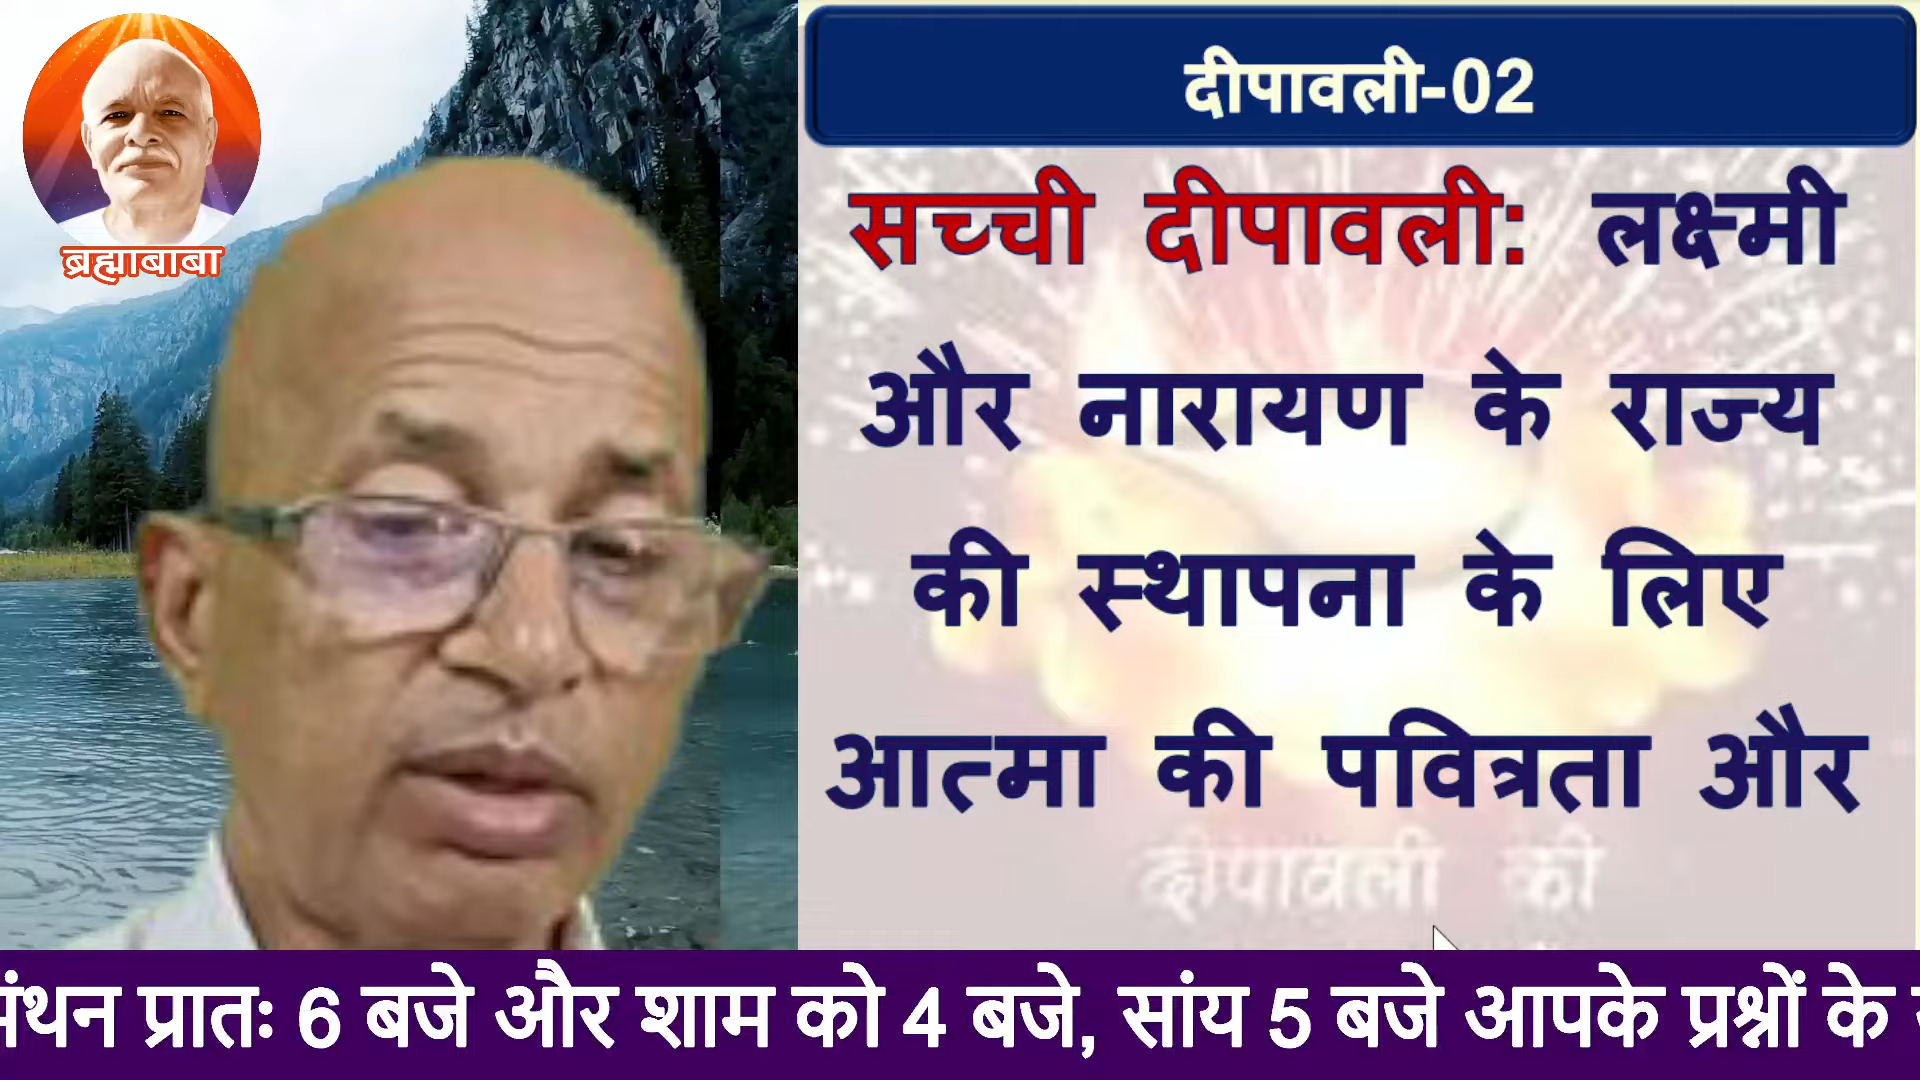 ब्रह्माबाबा
दीपावली-02
सच्ची दीपावली: लक्ष्मी
और नारायण के राज्य
की स्थापना के लिए
आत्मा की पवित्रता और
दीपावली की
मंथन प्रातः 6 बजे और शाम को 4 बजे, सांय 5 बजे आपके प्रश्नों के